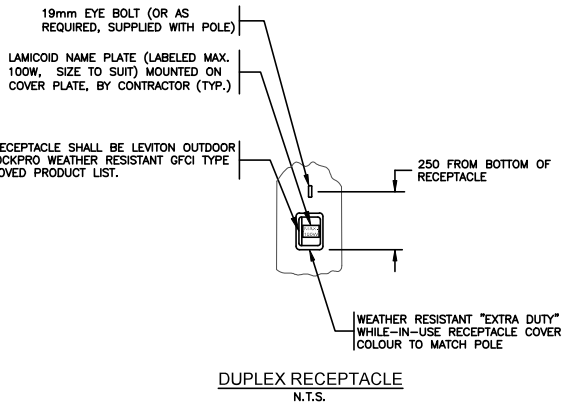 19mm EYE BOLT (OR AS
REQUIRED, SUPPLIED WITH POLE)
LAMICOID NAME PLATE (LABELED MAX.
100W, SIZE TO SUIT) MOUNTED ON
COVER PLATE, BY CONTRACTOR (TYP.)
ECEPTACLE SHALL BE LEVITON OUTDOOR
OCKPRO WEATHER RESISTANT GFCI TYPE
OVED PRODUCT LIST.
250 FROM BOTTOM OF
RECEPTACLE
WEATHER RESISTANT "EXTRA DUTY"
WHILE-IN-USE RECEPTACLE COVER
COLOUR TO MATCH POLE
DUPLEX RECEPTACLE
N.T.S.